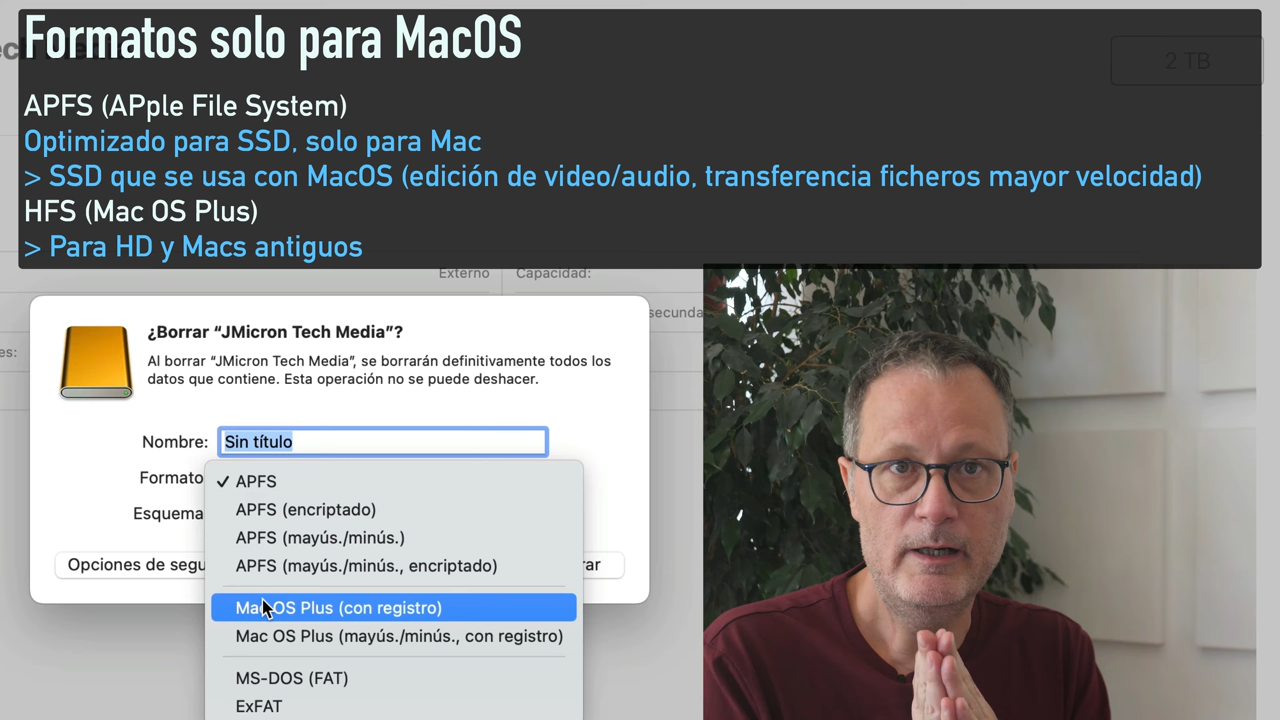 Formatos solo para MacOS
2 TB
APFS (APple File System)
Optimizado para SSD, solo para Mac
> SSD que se usa con MacOS (edición de video/audio, transferencia ficheros mayor velocidad)
HFS (Mac OS Plus)
> Para HD y Macs antiguos
Externo
Capacidad:
¿Borrar “JMicron Tech Media”?
Al borrar “JMicron Tech Media”, se borrarán definitivamente todos los
datos que contiene. Esta operación no se puede deshacer.
Nombre: Sin título
Formato
✓ APFS
APFS (encriptado)
Esquema
APFS (mayús./minús.)
Opciones de segu
APFS (mayús./minús., encriptado)
Mac OS Plus (con registro)
Mac OS Plus (mayús./minús., con registro)
MS-DOS (FAT)
ExFAT